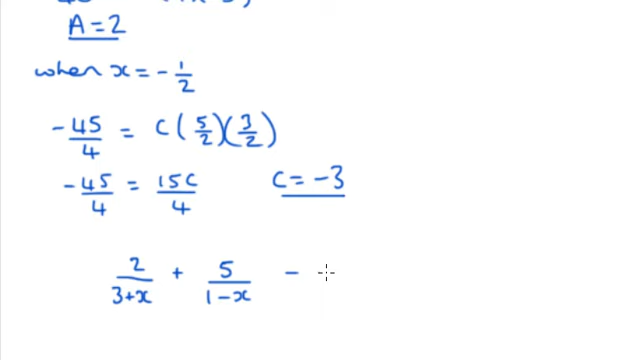 A = 2
when x = -1/2
-45/4 = C (5/2)(3/2)
-45/4 = 15C/4 C = -3
2/(3+x) + 5/(1-x) -